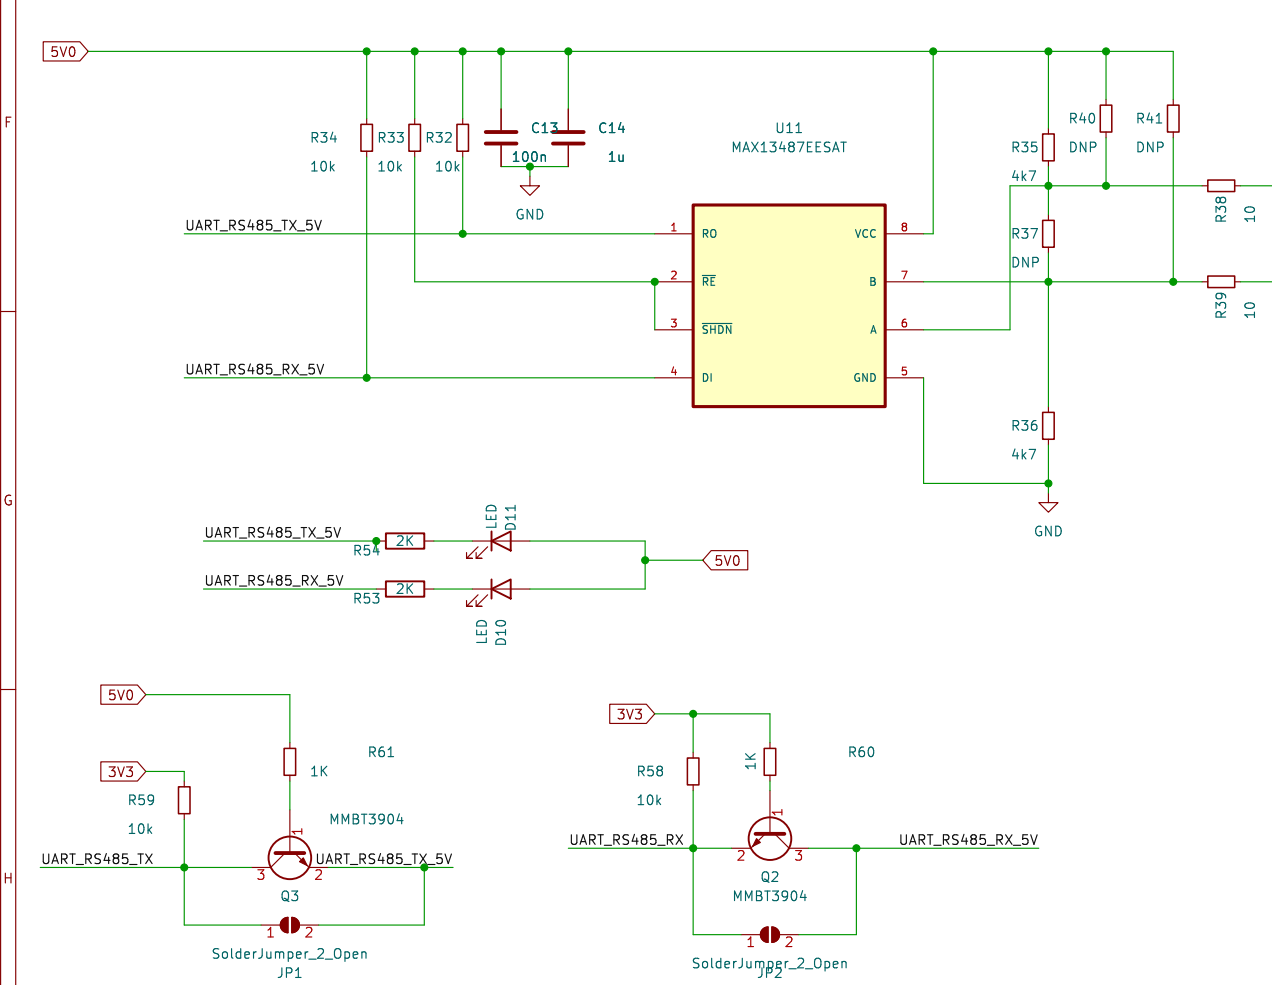 5V0
F
R34
10k
R33
10k
R32
10k
C13
100n
C14
1u
GND
U11
MAX13487EESAT
UART_RS485_TX_5V
1
RO
VCC
8
2
RE
B
7
3
SHDN
A
6
UART_RS485_RX_5V
4
DI
GND
5
R35
4k7
R40
DNP
R41
DNP
R37
DNP
R38
10
R39
10
R36
4k7
GND
G
UART_RS485_TX_5V
R54
2K
LED
D11
5V0
UART_RS485_RX_5V
R53
2K
LED
D10
5V0
R61
1K
3V3
R59
10k
MMBT3904
1
UART_RS485_TX
UART_RS485_TX_5V
3
2
Q3
1
2
SolderJumper_2_Open
JP1
3V3
R58
10k
1K
R60
1
UART_RS485_RX
UART_RS485_RX_5V
2
3
Q2
MMBT3904
1
2
SolderJumper_2_Open
JP2
H